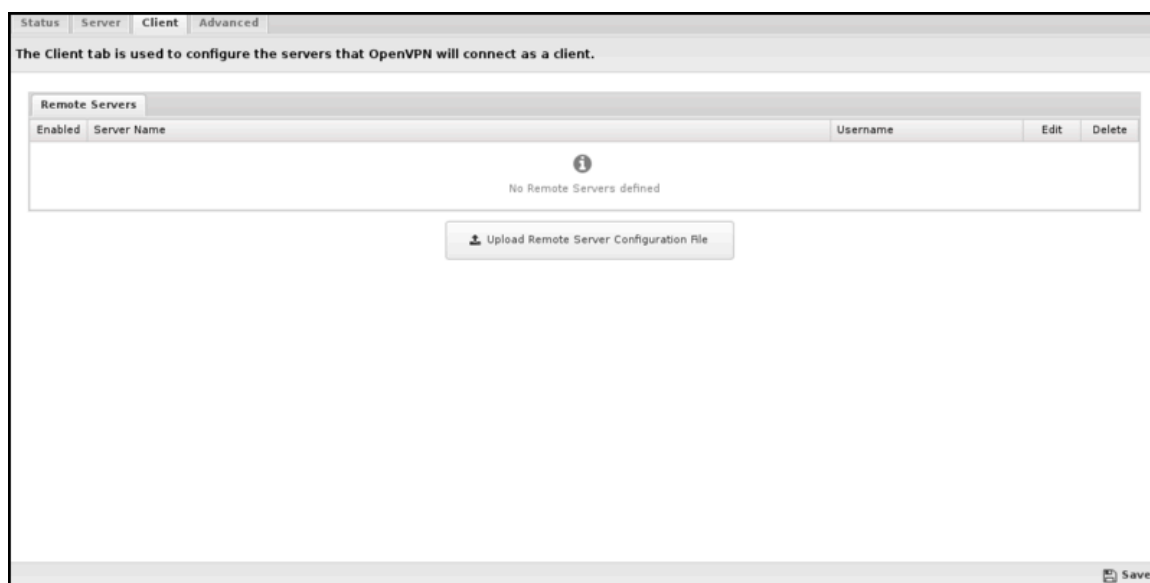 Status Server Client Advanced
The Client tab is used to configure the servers that OpenVPN will connect as a client.
Remote Servers
Enabled Server Name Username Edit Delete
No Remote Servers defined
Upload Remote Server Configuration File
Save